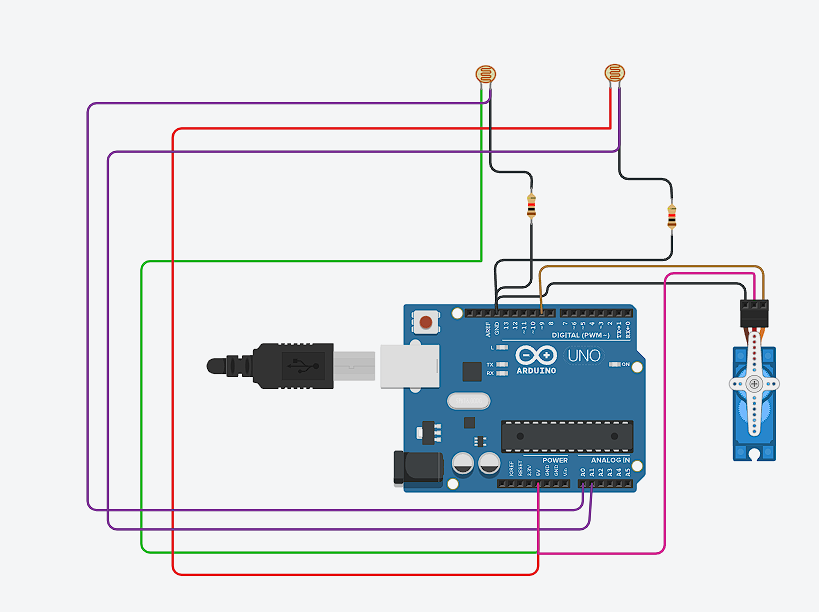 AREF
GND
13
12
~11
~10
~9
8
7
~6
~5
4
~3
2
TX→1
RX←0
DIGITAL (PWM~)
L
TX
RX
ARDUINO
UNO
ON
POWER
ANALOG IN
IOREF
RESET
3.3V
5V
GND
GND
Vin
A0
A1
A2
A3
A4
A5